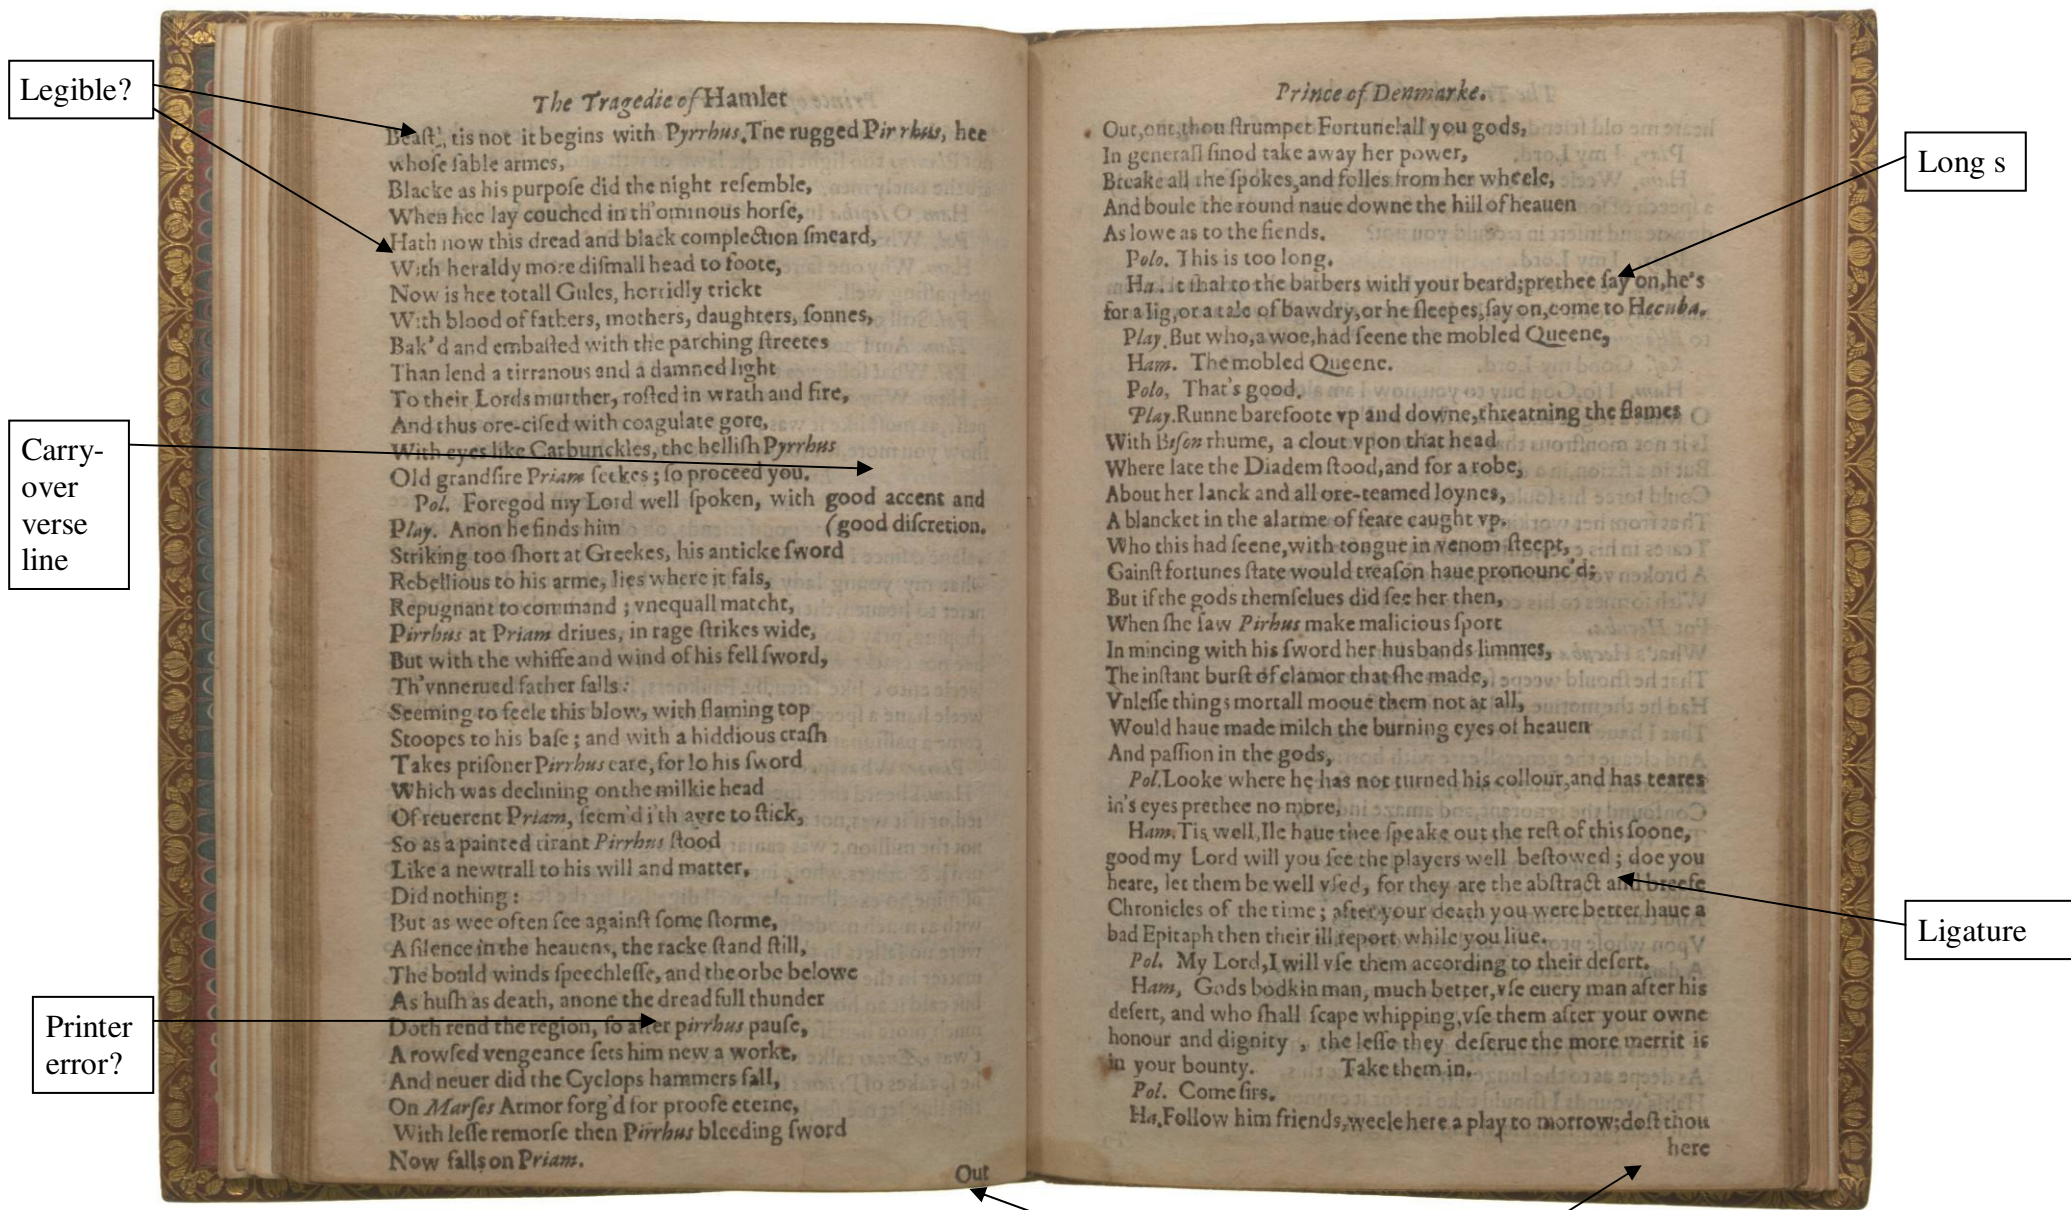 Legible?
Carry-
over
verse
line
Printer
error?
The Tragedie of Hamlet
Beaſt', tis not it begins with Pyrrhus. Tne rugged Pirrhus, hee
whoſe ſable armes,
Blacke as his purpoſe did the night reſemble,
When hee lay couched in th'ominous horſe,
Hath now this dread and black complection ſmeard,
With heraldy more diſmall head to foote,
Now is hee totall Gules, horridly trickt
With blood of fathers, mothers, daughters, ſonnes,
Bak'd and embaſted with the parching ſtreetes
Than lend a tirranous and a damned light
To their Lords murther, roſted in wrath and fire,
And thus ore-ciſed with coagulate gore,
With eyes like Carbunckles, the helliſh Pyrrhus
Old grandſire Priam ſeekes; ſo proceed you.
Pol. Foregod my Lord well ſpoken, with good accent and
Play. Anon he finds him (good diſcretion.
Striking too ſhort at Greekes, his anticke ſword
Rebellious to his arme, lies where it fals,
Repugnant to command; vnequall matcht,
Pirrhus at Priam driues, in rage ſtrikes wide,
But with the whiffe and wind of his fell ſword,
Th'vnnerued father falls:
Seeming to feele this blow, with flaming top
Stoopes to his baſe; and with a hiddious craſh
Takes priſoner Pirrhus eare, for lo his ſword
Which was declining on the milkie head
Of reuerent Priam, ſeem'd i'th ayre to ſtick,
So as a painted tirant Pirrhus ſtood
Like a newtrall to his will and matter,
Did nothing:
But as wee often ſee againſt ſome ſtorme,
A ſilence in the heauens, the racke ſtand ſtill,
The bould winds ſpeechleſſe, and the orbe belowe
As huſh as death, anone the dreadfull thunder
Doth rend the region, ſo after pirrhus pauſe,
A rowſed vengeance ſets him new a worke,
And neuer did the Cyclops hammers fall,
On Marſes Armor forg'd for proofe eterne,
With leſſe remorſe then Pirrhus bleeding ſword
Now falls on Priam.
Out
Prince of Denmarke.
Out, out, thou ſtrumpet Fortune! all you gods,
In generall ſinod take away her power,
Breake all the ſpokes, and folles from her wheele,
And boule the round naue downe the hill of heauen
As lowe as to the fiends.
Polo. This is too long.
Ha. it ſhal to the barbers with your beard; prethee ſay on, he's
for a Iig, or a tale of bawdry, or he ſleepes, ſay on, come to Hecuba.
Play. But who, a woe, had ſeene the mobled Queene,
Ham. The mobled Queene.
Polo, That's good.
Play. Runne barefoote vp and downe, threatning the flames
With Biſon rhume, a clout vpon that head
Where late the Diadem ſtood, and for a robe,
About her lanck and all ore-teamed loynes,
A blancket in the alarme of feare caught vp.
Who this had ſeene, with tongue in venom ſteept,
Gainſt fortunes ſtate would treaſon haue pronounc'd;
But if the gods themſelues did ſee her then,
When ſhe ſaw Pirhus make malicious ſport
In mincing with his ſword her husbands limmes,
The inſtant burſt of clamor that ſhe made,
Vnleſſe things mortall mooue them not at all,
Would haue made milch the burning eyes of heauen
And paſſion in the gods,
Pol. Looke where he has not turned his collour, and has teares
in's eyes prethee no more.
Ham. Tis well, Ile haue thee ſpeake out the reſt of this ſoone,
good my Lord will you ſee the players well beſtowed; doe you
heare, let them be well vſed, for they are the abſtract and breefe
Chronicles of the time; after your death you were better haue a
bad Epitaph then their ill report while you liue.
Pol. My Lord, I will vſe them according to their deſert.
Ham, Gods bodkin man, much better, vſe euery man after his
deſert, and who ſhall ſcape whipping, vſe them after your owne
honour and dignity , the leſſe they deſerue the more merrit is
in your bounty. Take them in.
Pol. Come ſirs.
Ha. Follow him friends, weele here a play to morrow; doſt thou
here
Long s
Ligature